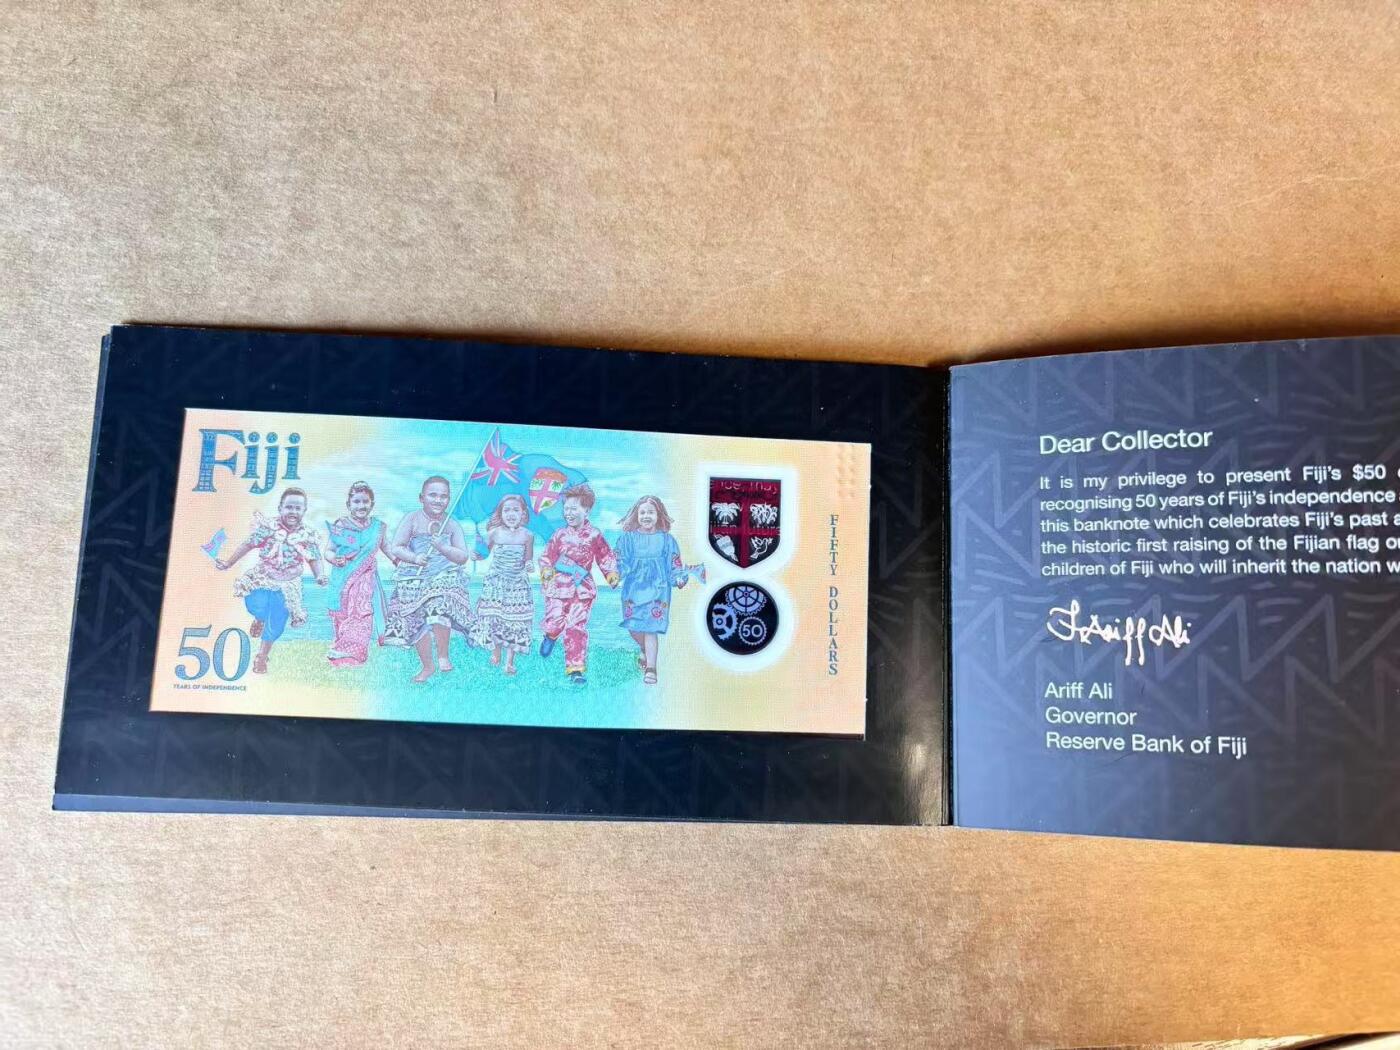 Fiji
50
YEARS OF INDEPENDENCE
50
FIFTY DOLLARS
Dear Collector
It is my privilege to present Fiji's $50
recognising 50 years of Fiji's independence
this banknote which celebrates Fiji's past
the historic first raising of the Fijian flag
children of Fiji who will inherit the nation
Ariff Ali
Ariff Ali
Governor
Reserve Bank of Fiji